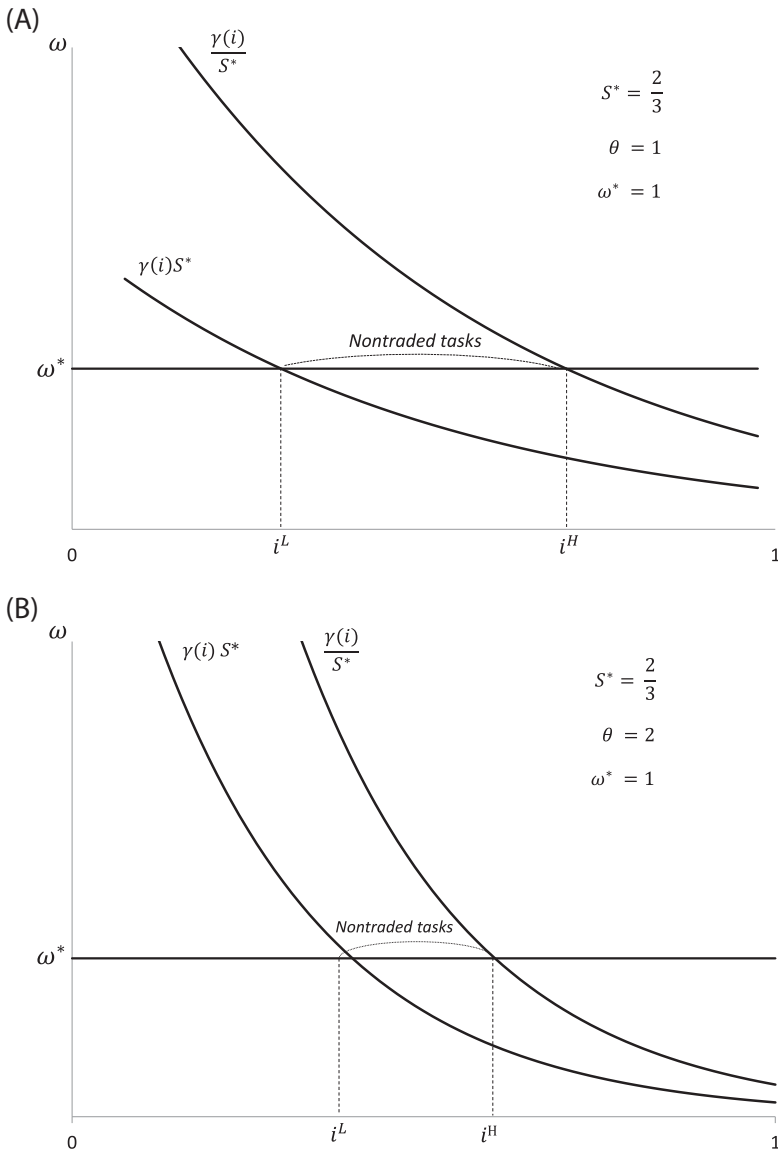 (A)
ω
γ(i)
S*
S* = 2
3
θ = 1
ω* = 1
γ(i)S*
Nontraded tasks
ω*
0
i^L
i^H
1
(B)
ω
γ(i) S*
γ(i)
S*
S* = 2
3
θ = 2
ω* = 1
Nontraded tasks
ω*
0
i^L
i^H
1